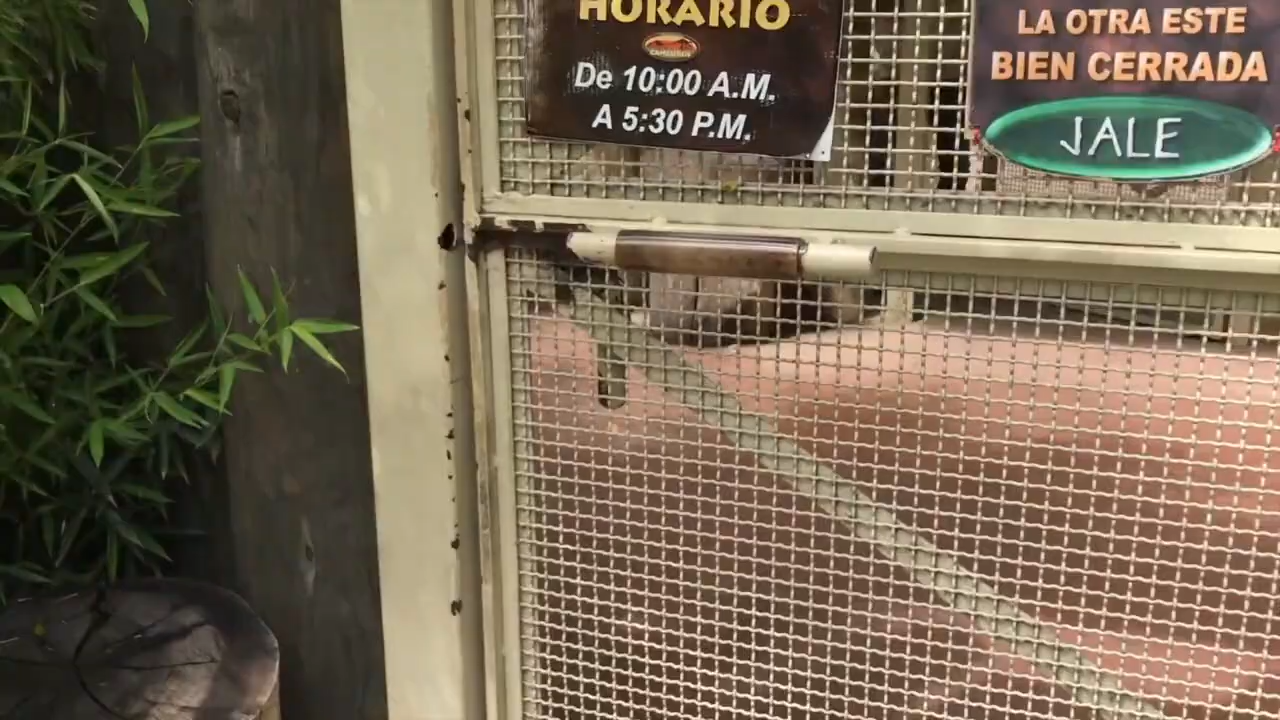 HORARIO
De 10:00 A.M.
A 5:30 P.M.
LA OTRA ESTE
BIEN CERRADA
JALE